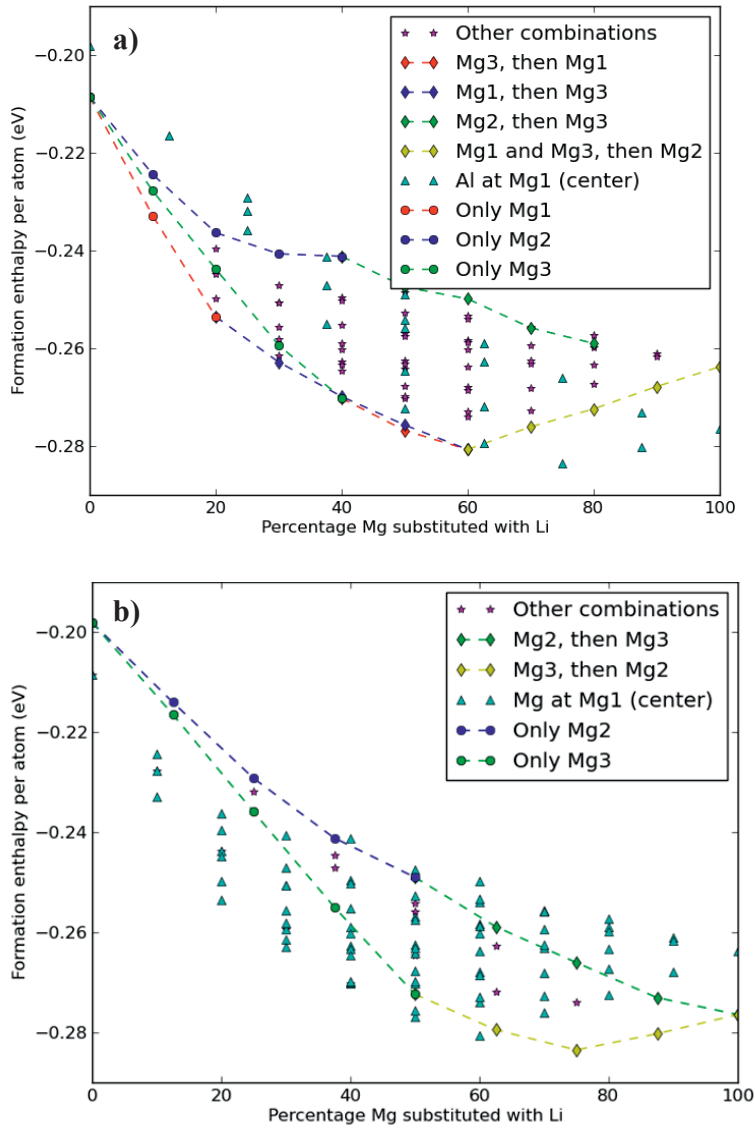 a)
Other combinations
Mg3, then Mg1
Mg1, then Mg3
Mg2, then Mg3
Mg1 and Mg3, then Mg2
Al at Mg1 (center)
Only Mg1
Only Mg2
Only Mg3
−0.20
−0.22
−0.24
−0.26
−0.28
Formation enthalpy per atom (eV)
0 20 40 60 80 100
Percentage Mg substituted with Li
b)
Other combinations
Mg2, then Mg3
Mg3, then Mg2
Mg at Mg1 (center)
Only Mg2
Only Mg3
−0.20
−0.22
−0.24
−0.26
−0.28
Formation enthalpy per atom (eV)
0 20 40 60 80 100
Percentage Mg substituted with Li